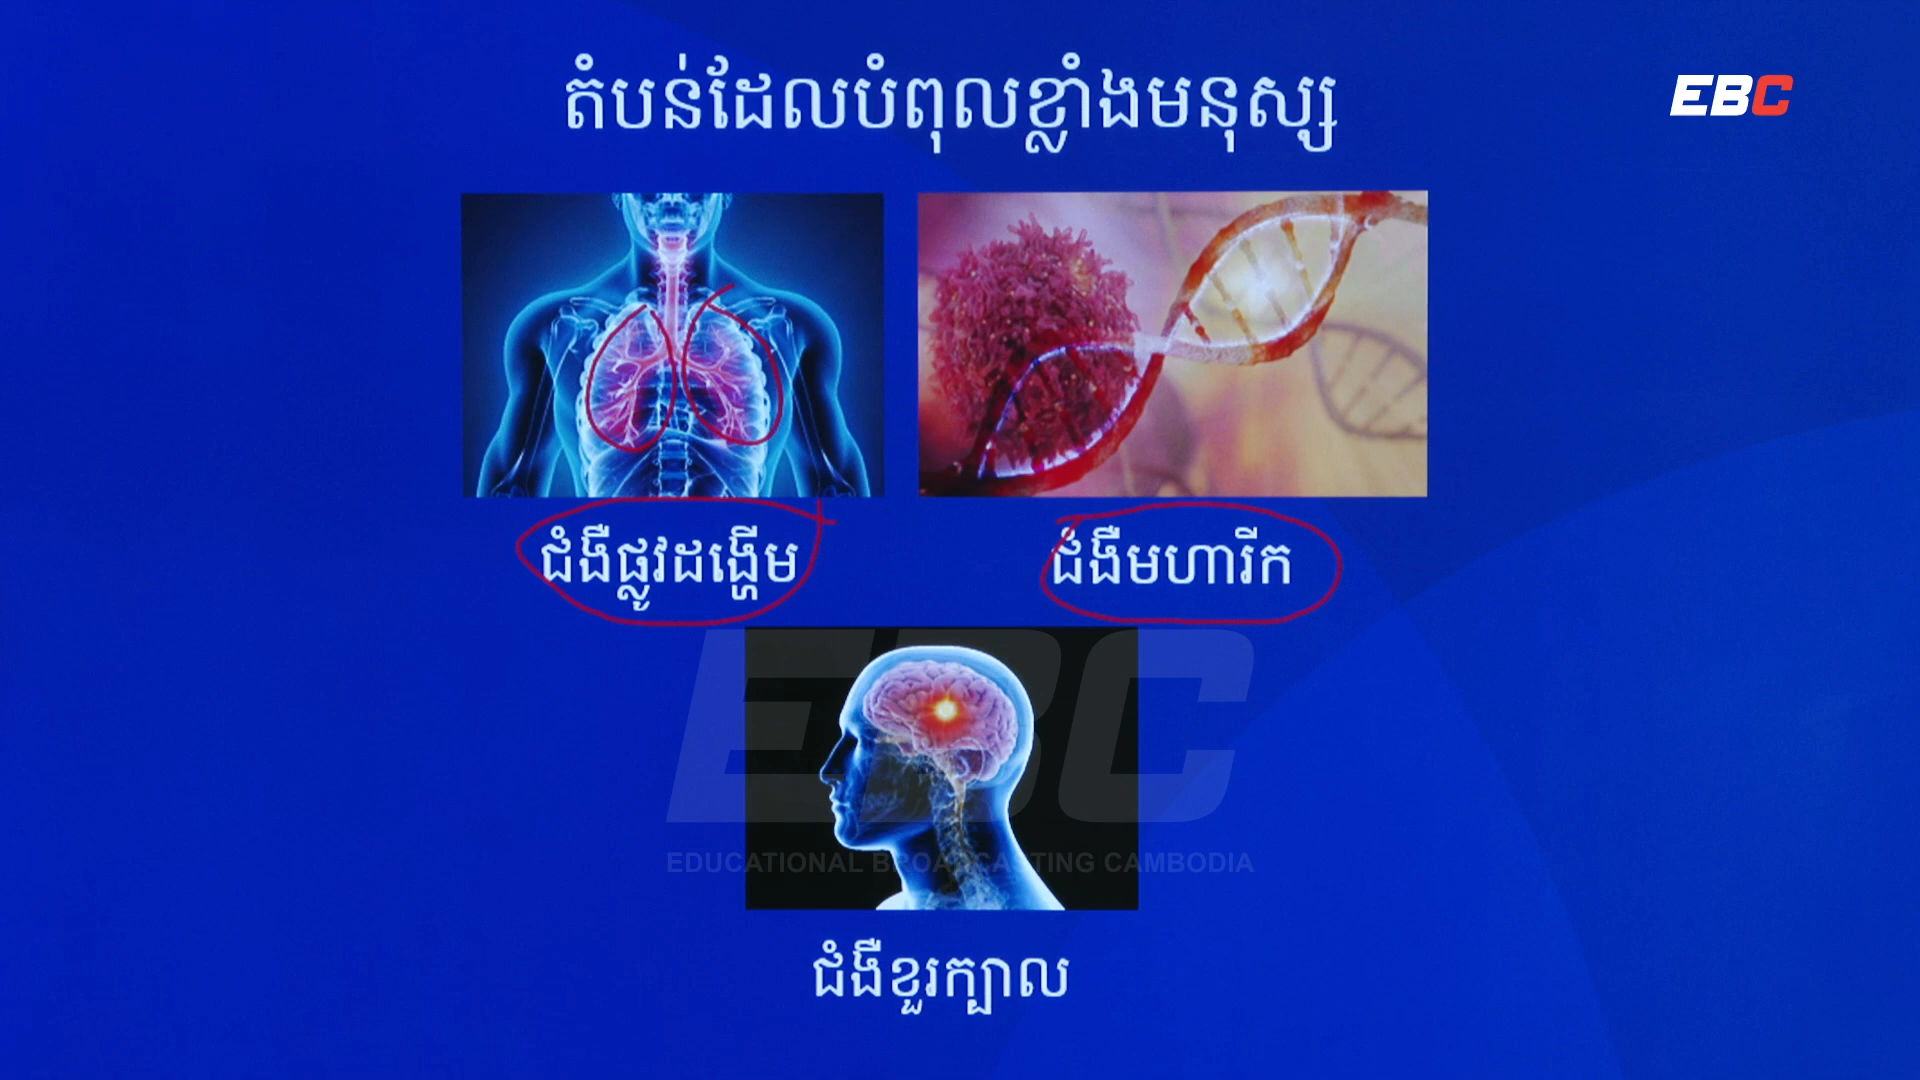 តំបន់ដែលបំពុលខ្លាំងមនុស្ស
EBC
ជំងឺផ្លូវដង្ហើម
ជំងឺមហារីក
EBC
EDUCATIONAL BROADCASTING CAMBODIA
ជំងឺខួរក្បាល